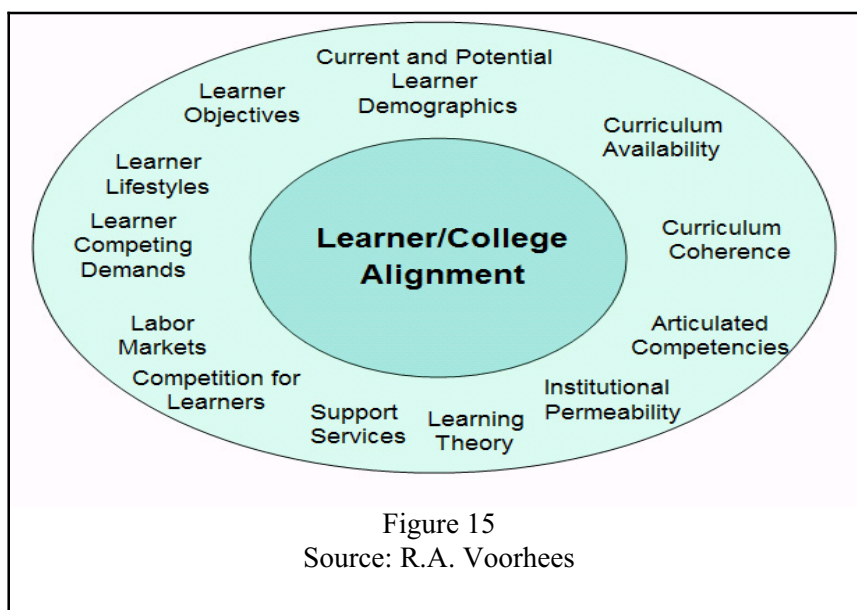 Current and Potential
Learner
Demographics
Learner
Objectives
Curriculum
Availability
Learner
Lifestyles
Learner
Competing
Demands
Learner/College
Alignment
Curriculum
Coherence
Labor
Markets
Articulated
Competencies
Competition for
Learners
Support
Services
Learning
Theory
Institutional
Permeability
Figure 15
Source: R.A. Voorhees